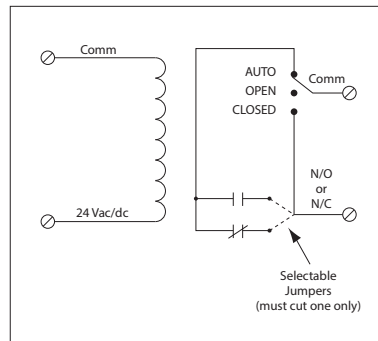 Comm
24 Vac/dc
AUTO
OPEN
CLOSED
Comm
N/O
or
N/C
Selectable
Jumpers
(must cut one only)